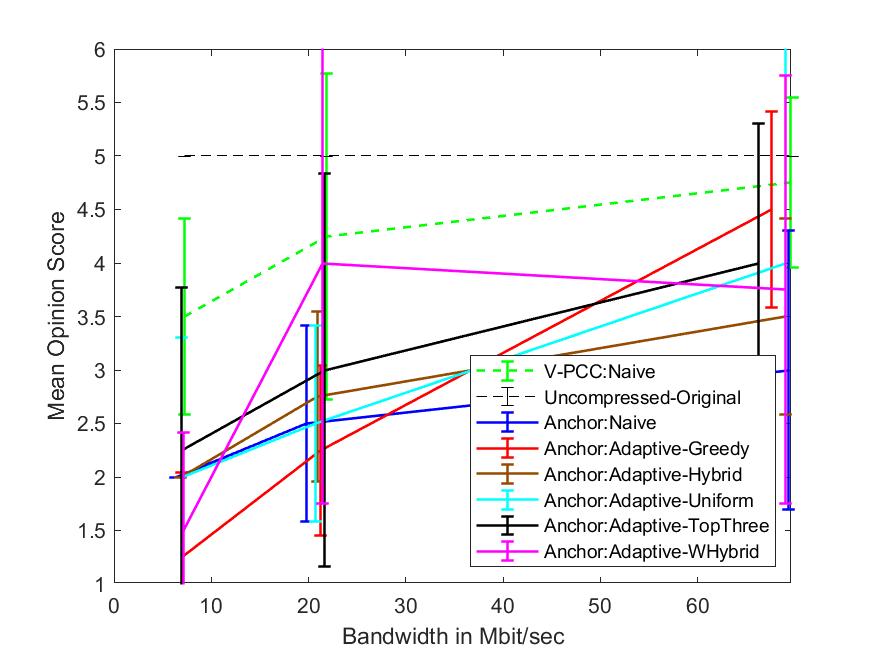 6
5.5
5
4.5
4
3.5
3
2.5
2
1.5
1
Mean Opinion Score
V-PCC:Naive
Uncompressed-Original
Anchor:Naive
Anchor:Adaptive-Greedy
Anchor:Adaptive-Hybrid
Anchor:Adaptive-Uniform
Anchor:Adaptive-TopThree
Anchor:Adaptive-WHybrid
0 10 20 30 40 50 60
Bandwidth in Mbit/sec